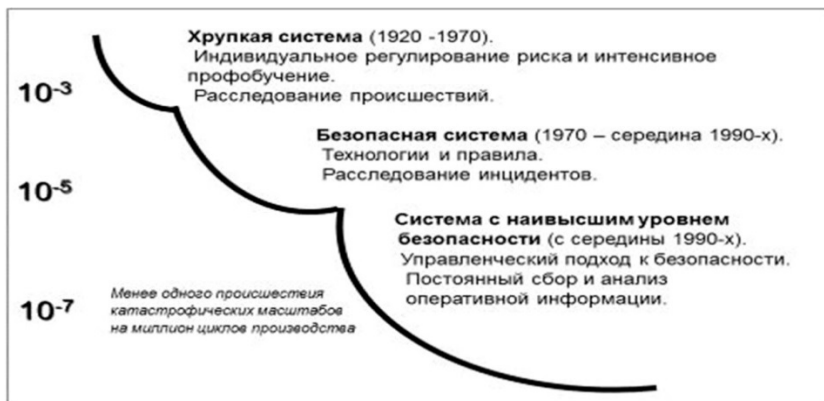 Хрупкая система (1920 -1970).
Индивидуальное регулирование риска и интенсивное
профобучение.
Расследование происшествий.
10-3
Безопасная система (1970 – середина 1990-х).
Технологии и правила.
Расследование инцидентов.
10-5
Система с наивысшим уровнем
безопасности (с середины 1990-х).
Управленческий подход к безопасности.
Постоянный сбор и анализ
оперативной информации.
10-7
Менее одного происшествия
катастрофических масштабов
на миллион циклов производства